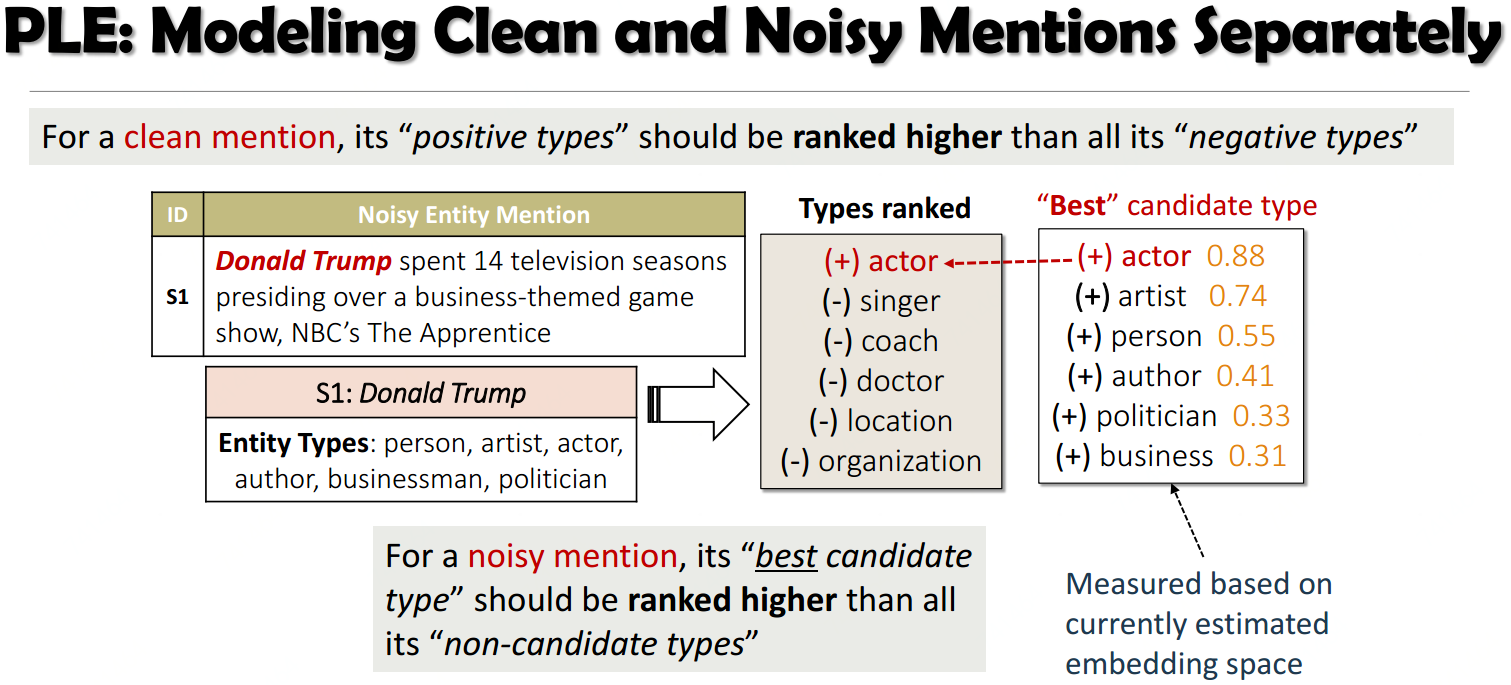 PLE: Modeling Clean and Noisy Mentions Separately
For a clean mention, its “positive types” should be ranked higher than all its “negative types”
ID
Noisy Entity Mention
S1
Donald Trump spent 14 television seasons
presiding over a business-themed game
show, NBC’s The Apprentice
S1: Donald Trump
Entity Types: person, artist, actor,
author, businessman, politician
Types ranked
(+) actor
(-) singer
(-) coach
(-) doctor
(-) location
(-) organization
“Best” candidate type
(+) actor 0.88
(+) artist 0.74
(+) person 0.55
(+) author 0.41
(+) politician 0.33
(+) business 0.31
For a noisy mention, its “best candidate
type” should be ranked higher than all
its “non-candidate types”
Measured based on
currently estimated
embedding space